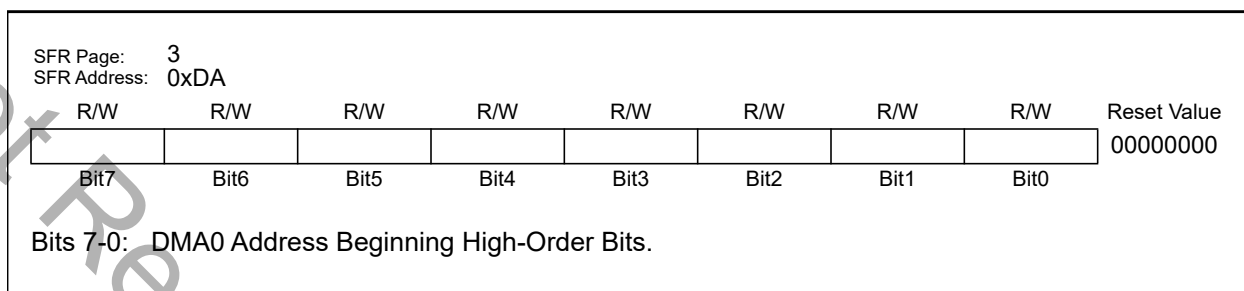 SFR Page: 3
SFR Address: 0xDA
R/W R/W R/W R/W R/W R/W R/W R/W Reset Value
00000000
Bit7 Bit6 Bit5 Bit4 Bit3 Bit2 Bit1 Bit0
Bits 7-0: DMA0 Address Beginning High-Order Bits.